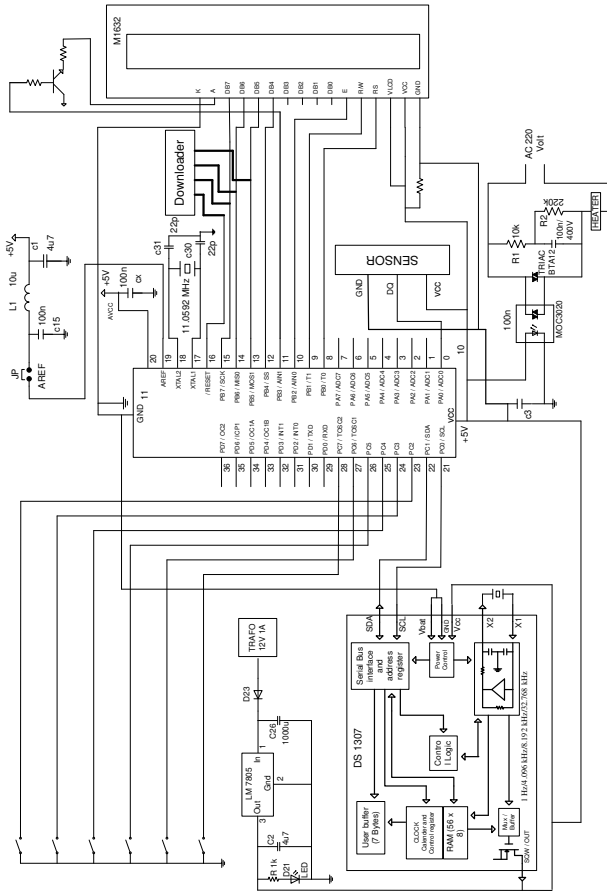 M1632
K
A
DB7
DB6
DB5
DB4
DB3
DB2
DB1
DB0
E
R/W
RS
VLCD
VCC
GND
Downloader
+5V
c1
4u7
10u
L1
100n
c15
JP
AREF
+5V
AVCC
100n
cx
11.0592 MHz
c31
22p
c30
22p
SENSOR
GND
DQ
VCC
AC 220
Volt
R1
10k
R2
220k
100n/
400V
TRIAC
BTA12
HEATER
100n
MOC3020
c3
GND
11
20
19
18
17
16
15
14
13
12
11
10
9
8
7
6
5
4
3
2
1
0
10
AREF
XTAL2
XTAL1
/RESET
PB7 / SCK
PB6 / MIS0
PB5 / MOS1
PB4 / SS
PB3 / AIN1
PB2 / AIN0
PB1 / T1
PB0 / T0
PA7 / ADC7
PA6 / ADC6
PA5 / ADC5
PA4 / ADC4
PA3 / ADC3
PA2 / ADC2
PA1 / ADC1
PA0 / ADC0
VCC
+5V
PD7 / OC2
PD6 / ICP1
PD5 / OC1A
PD4 / OC1B
PD3 / INT1
PD2 / INT0
PD1 / TXD
PD0 / RXD
PC7 / TOSC2
PC6 / TOSC1
PC5
PC4
PC3
PC2
PC1 / SDA
PC0 / SCL
36
35
34
33
32
31
30
29
28
27
26
25
24
23
22
21
TRAFO
12V 1A
D23
C26
1000u
LM 7805
In
Gnd
Out
1
2
3
C2
4u7
R 1k
D21
LED
DS 1307
SDA
SCL
Vbat
GND
Vcc
X2
X1
Serial Bus
interface
and
address
register
Power
Control
Contro
l Logic
User buffer
(7 Bytes)
CLOCK
Calender and
Control register
RAM (56 x
8)
Mux /
Buffer
SQW / OUT
1 Hz/4.096 kHz/8.192 kHz/32.768 kHz